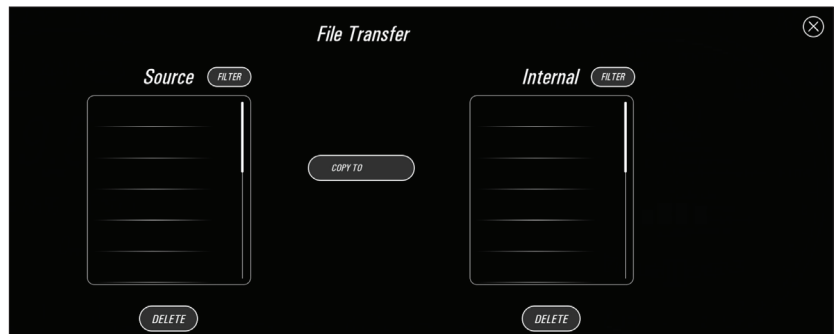 File Transfer
Source FILTER
Internal FILTER
COPY TO
DELETE
DELETE